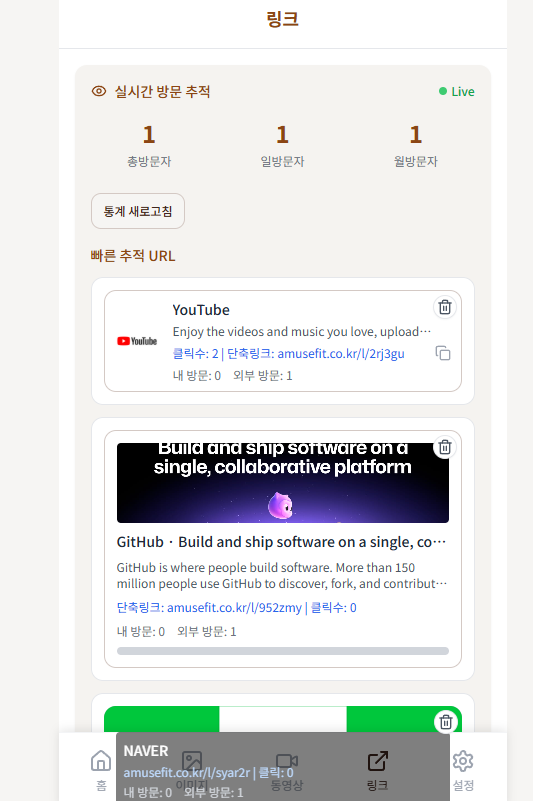 링크
실시간 방문 추적
Live
1 1 1
총방문자 일방문자 월방문자
통계 새로고침
빠른 추적 URL
YouTube
YouTube
Enjoy the videos and music you love, upload…
클릭수: 2 | 단축링크: amusefit.co.kr/l/2rj3gu
내 방문: 0 외부 방문: 1
Build and ship software on a
single, collaborative platform
GitHub · Build and ship software on a single, co…
GitHub is where people build software. More than 150
million people use GitHub to discover, fork, and contribut…
단축링크: amusefit.co.kr/l/952zmy | 클릭수: 0
내 방문: 0 외부 방문: 1
NAVER
amusefit.co.kr/l/syar2r | 클릭: 0
내 방문: 0 외부 방문: 1
홈 이미지 동영상 링크 설정